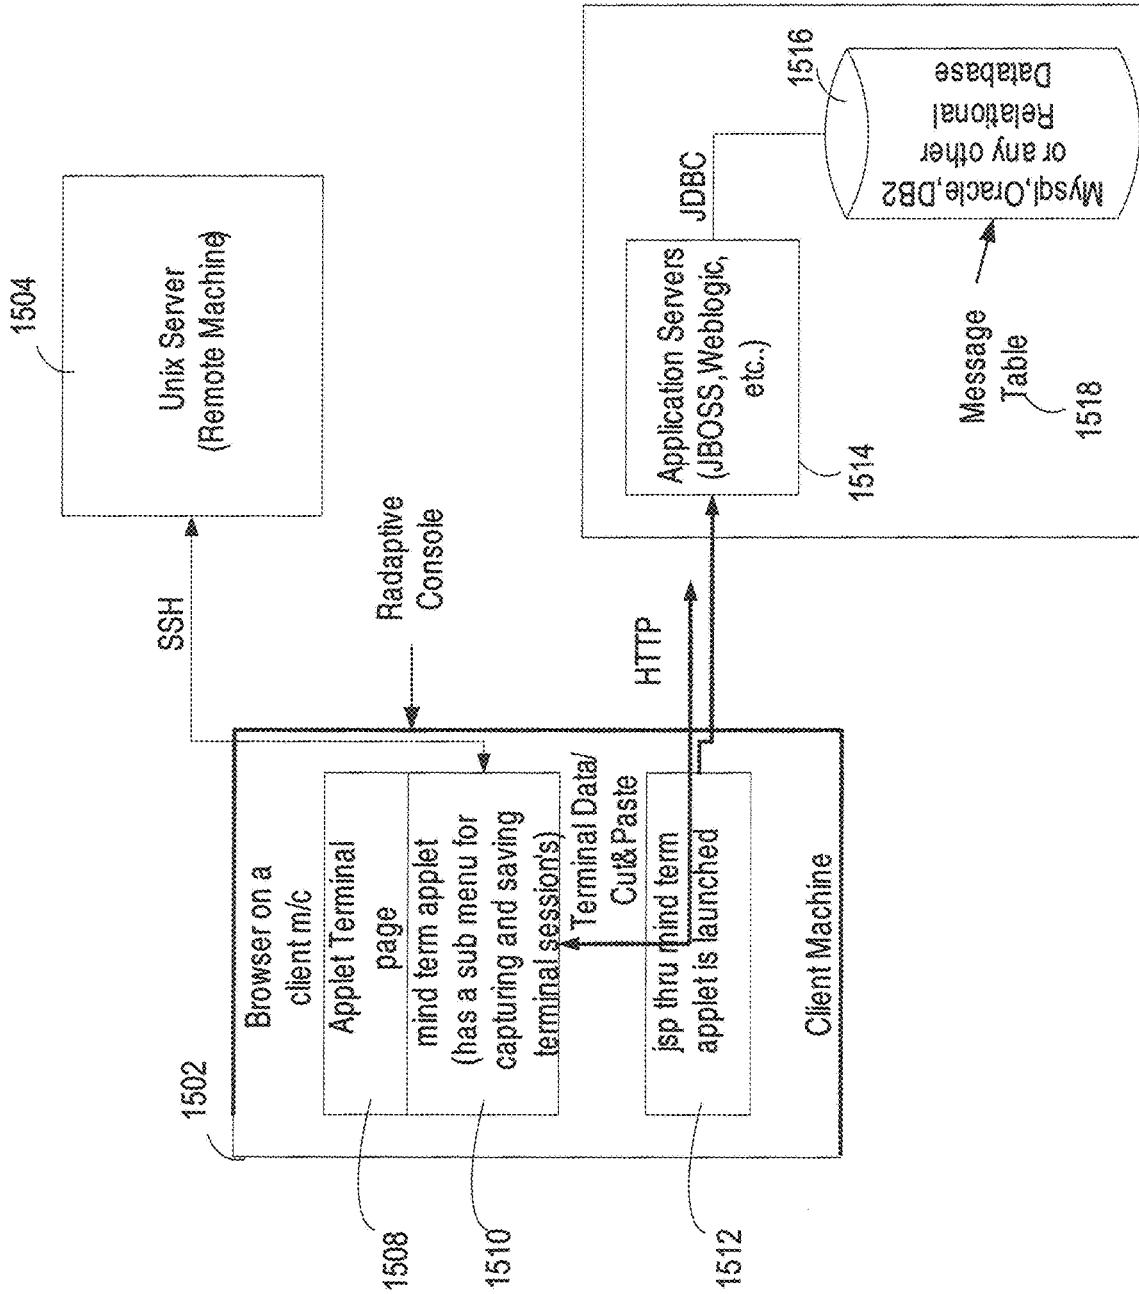 1502
Browser on a
client m/c
Applet Terminal
page
mind term applet
(has a sub menu for
capturing and saving
terminal session's)
Terminal Data/
Cut&Paste
jsp thru mind term
applet is launched
Client Machine
1508
1510
1512
SSH
Radaptive
Console
HTTP
1504
Unix Server
(Remote Machine)
Application Servers
(JBOSS,Weblogic,
etc..)
1514
JDBC
1516
Mysql,Oracle,DB2
or any other
Relational
Database
Message
Table
1518